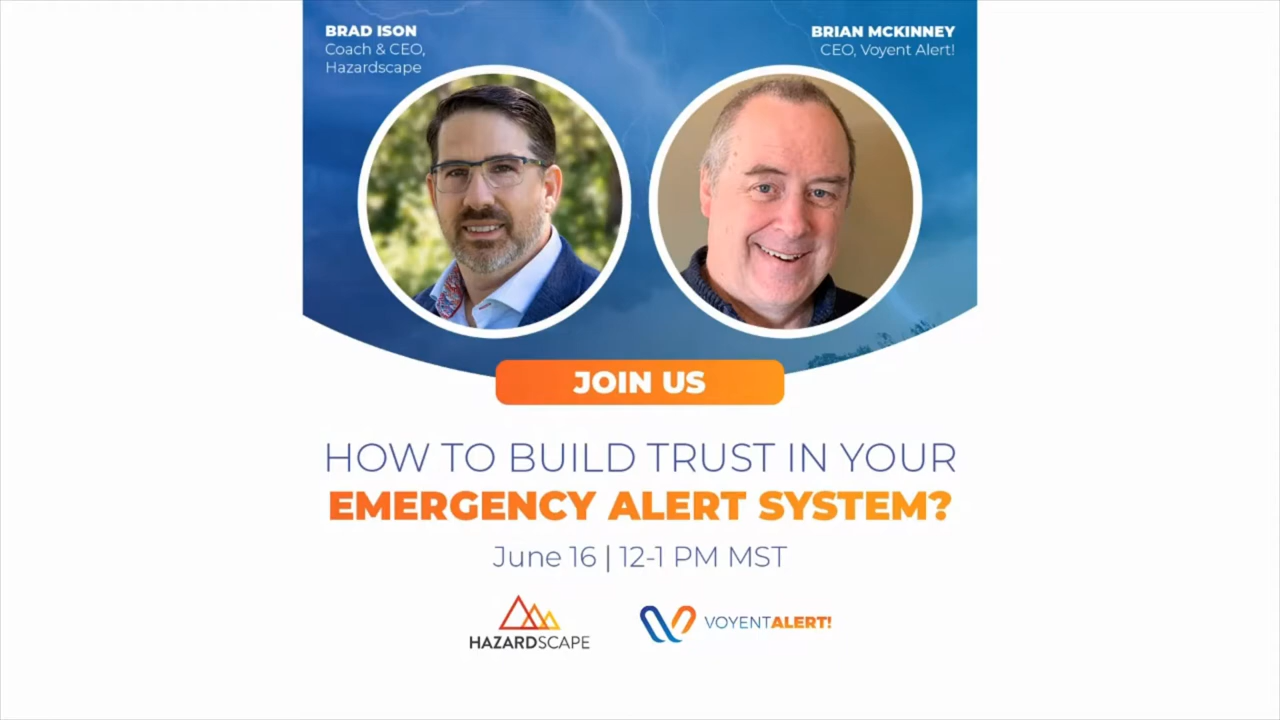 BRAD ISON
Coach & CEO,
Hazardscape
BRIAN MCKINNEY
CEO, Voyent Alert!
JOIN US
HOW TO BUILD TRUST IN YOUR
EMERGENCY ALERT SYSTEM?
June 16 | 12-1 PM MST
HAZARDSCAPE
VOYENTALERT!